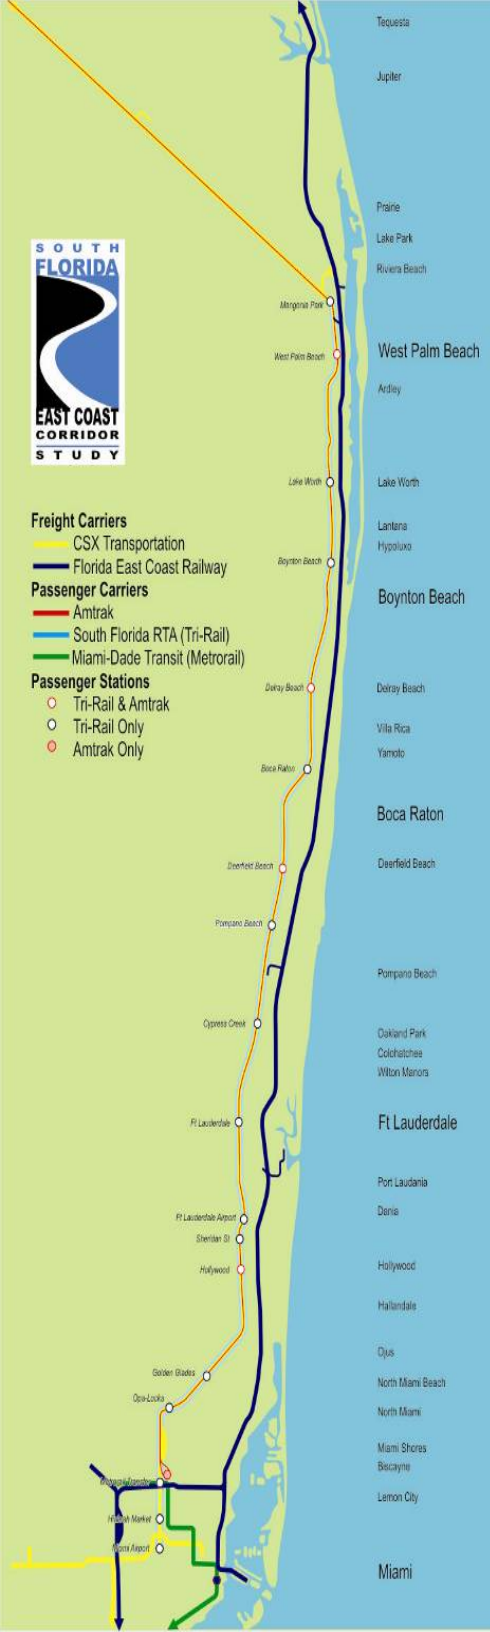 Tequesta
Jupiter
Prairie
Lake Park
Riviera Beach
Mangonia Park
West Palm Beach
West Palm Beach
Ardley
SOUTH
FLORIDA
EAST COAST
CORRIDOR
STUDY
Lake Worth
Lake Worth
Lantana
Hypoluxo
Boynton Beach
Boynton Beach
Freight Carriers
CSX Transportation
Florida East Coast Railway
Passenger Carriers
Amtrak
South Florida RTA (Tri-Rail)
Miami-Dade Transit (Metrorail)
Passenger Stations
Tri-Rail & Amtrak
Tri-Rail Only
Amtrak Only
Delray Beach
Delray Beach
Villa Rica
Yamoto
Boca Raton
Boca Raton
Deerfield Beach
Deerfield Beach
Pompano Beach
Pompano Beach
Cypress Creek
Oakland Park
Colohatchee
Wilton Manors
Ft Lauderdale
Ft Lauderdale
Port Laudania
Dania
Ft Lauderdale Airport
Sheridan St
Hollywood
Hollywood
Hallandale
Ojus
Golden Glades
North Miami Beach
Opa-Locka
North Miami
Miami Shores
Biscayne
Metrorail Transfer
Lemon City
Hialeah Market
Miami Airport
Miami